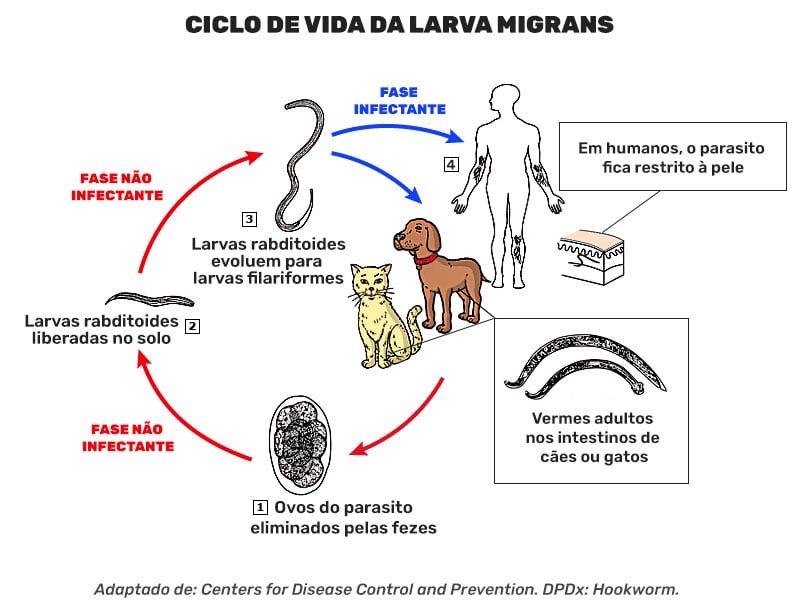 CICLO DE VIDA DA LARVA MIGRANS
FASE
INFECTANTE
4
Em humanos, o parasito
fica restrito à pele
FASE NÃO
INFECTANTE
3
Larvas rabditoides
evoluem para
larvas filariformes
Larvas rabditoides
liberadas no solo
2
Vermes adultos
nos intestinos de
cães ou gatos
FASE NÃO
INFECTANTE
1 Ovos do parasito
eliminados pelas fezes
Adaptado de: Centers for Disease Control and Prevention. DPDx: Hookworm.